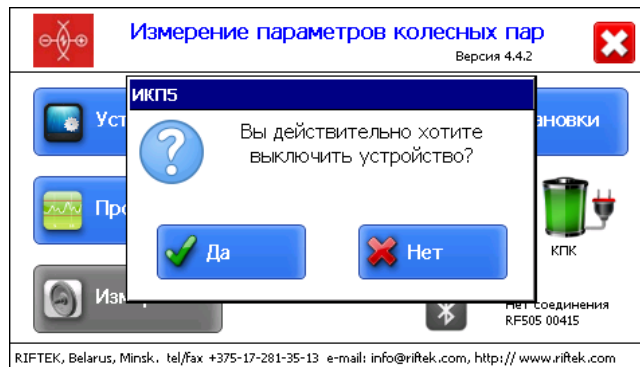 Измерение параметров колесных пар
Версия 4.4.2
ИКП5
Вы действительно хотите
выключить устройство?
Да
Нет
КПК
Нет соединения
RF505 00415
RIFTEK, Belarus, Minsk. tel/fax +375-17-281-35-13 e-mail: info@riftek.com, http:// www.riftek.com